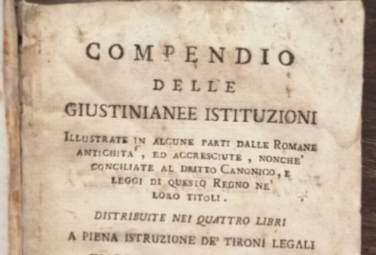 COMPENDIO
DELLE
GIUSTINIANEE ISTITUZIONI
ILLUSTRATE IN ALCUNE PARTI DALLE ROMANE
ANTICHITA', ED ACCRESCIUTE, NONCHE'
CONCILIATE AL DRITTO CANONICO, E
LEGGI DI QUESTO REGNO NE'
LORO TITOLI.
DISTRIBUITE NEI QUATTRO LIBRI
A PIENA ISTRUZIONE DE' TIRONI LEGALI